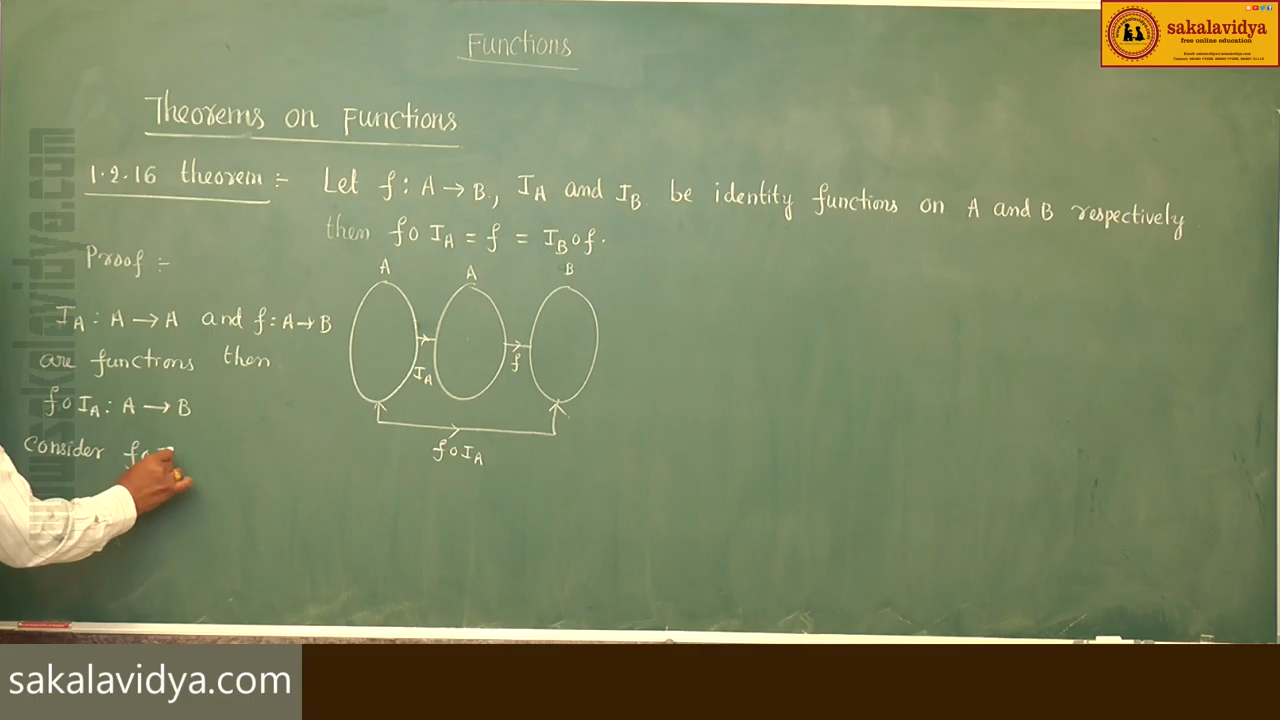 Functions
sakalavidya
free online education
Theorems on Functions
1.2.16 theorem :- Let f : A → B, I_A and I_B be identity functions on A and B respectively
then f o I_A = f = I_B o f.
Proof :-
A A B
I_A : A → A and f : A → B
are functions then
I_A f
f o I_A : A → B
Consider f o
f o I_A
www.sakalavidya.com
sakalavidya.com